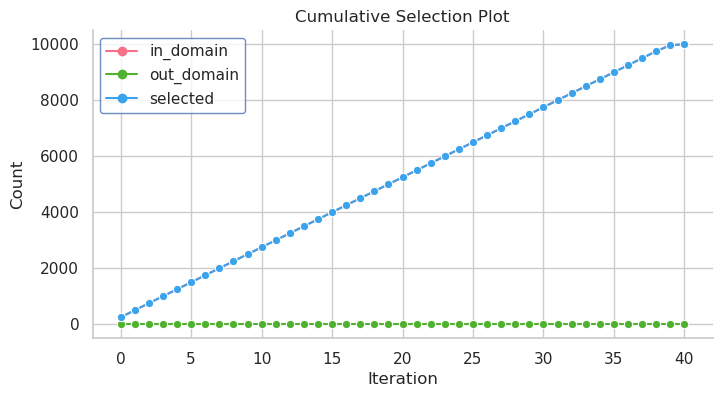 Cumulative Selection Plot
in_domain
out_domain
selected
10000
8000
6000
4000
2000
0
Count
0 5 10 15 20 25 30 35 40
Iteration